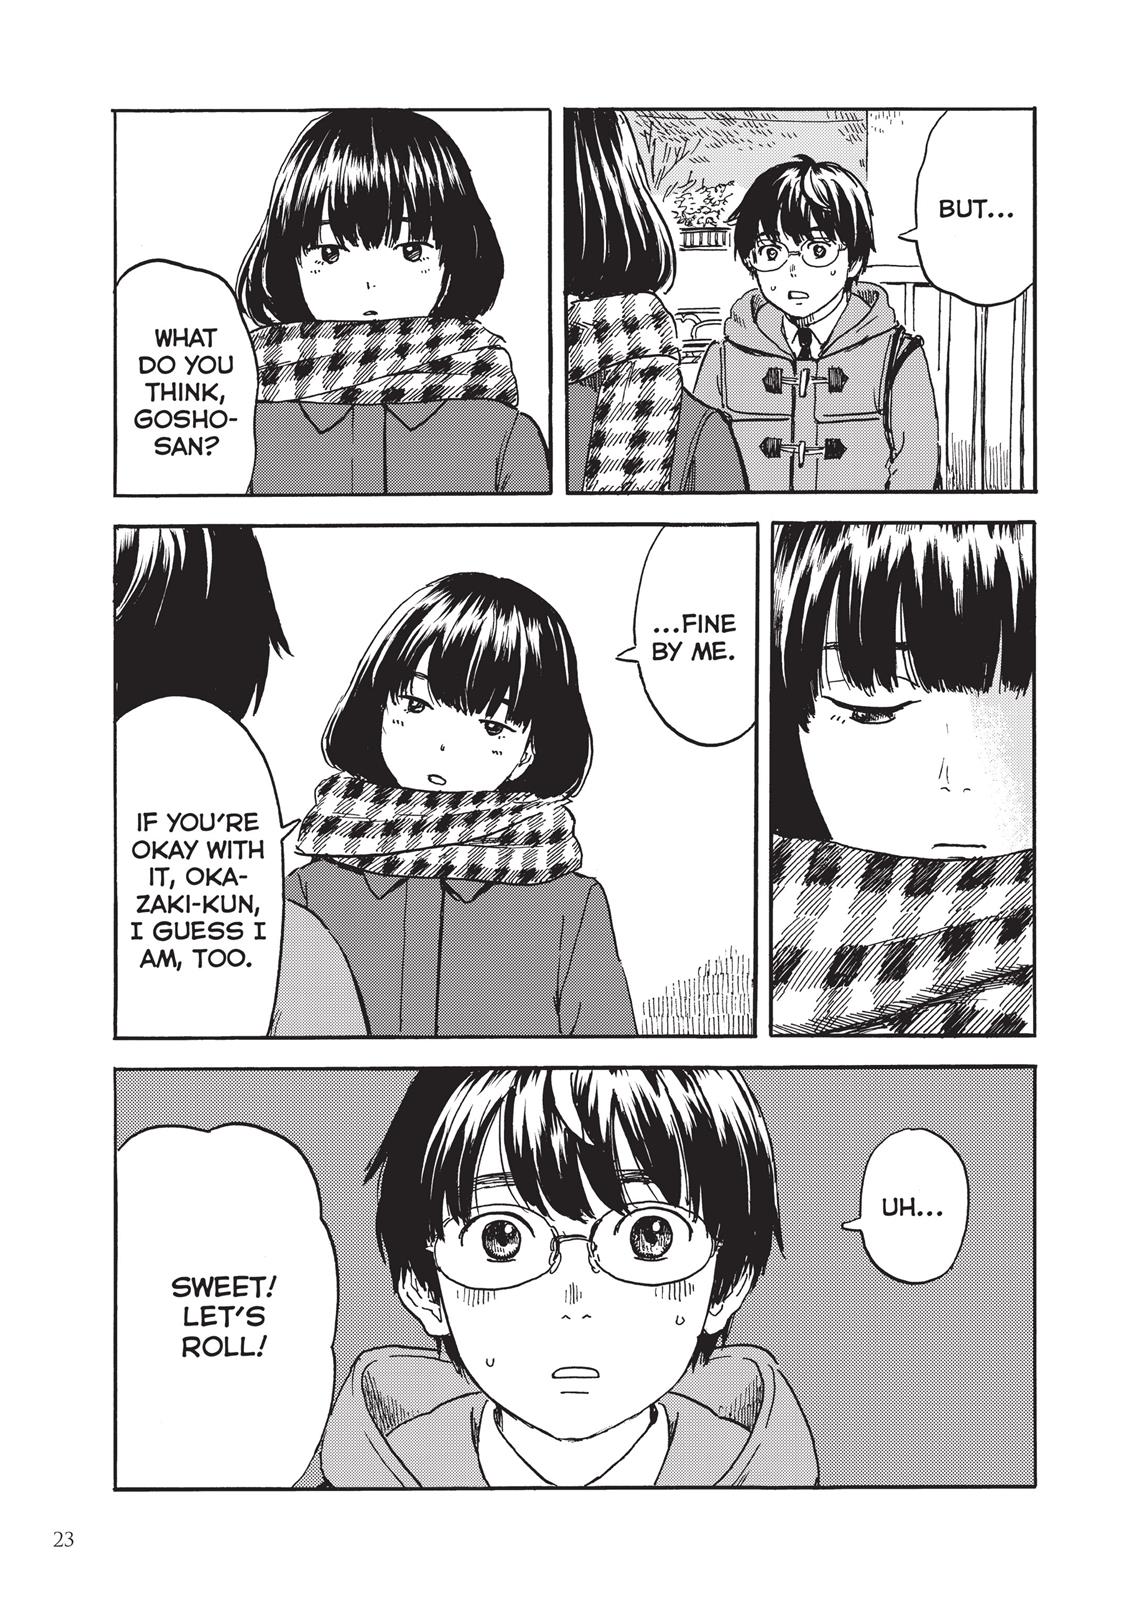 BUT...
WHAT
DO YOU
THINK,
GOSHO-
SAN?
...FINE
BY ME.
IF YOU'RE
OKAY WITH
IT, OKA-
ZAKI-KUN,
I GUESS I
AM, TOO.
UH...
SWEET!
LET'S
ROLL!
23